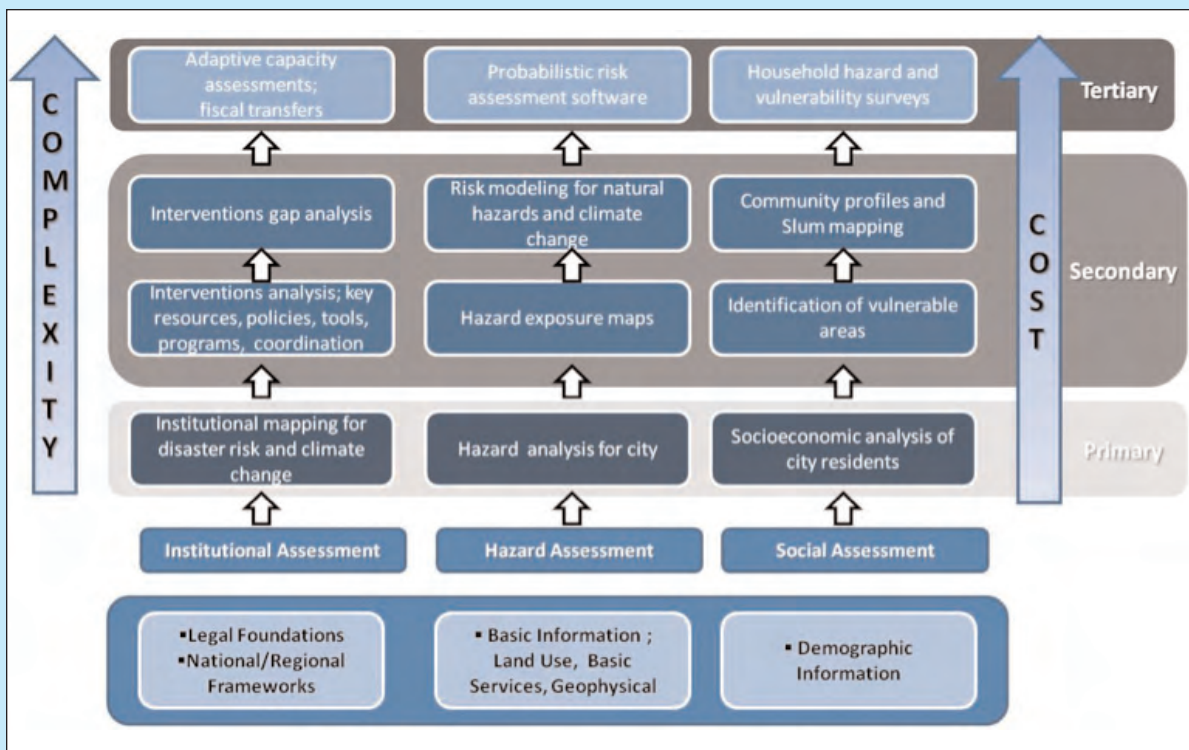 COMPLEXITY
Adaptive capacity
assessments;
fiscal transfers
Probabilistic risk
assessment software
Household hazard and
vulnerability surveys
Tertiary
COST
Interventions gap analysis
Risk modeling for natural
hazards and climate
change
Community profiles and
Slum mapping
Secondary
Interventions analysis; key
resources, policies, tools,
programs, coordination
Hazard exposure maps
Identification of vulnerable
areas
Institutional mapping for
disaster risk and climate
change
Hazard analysis for city
Socioeconomic analysis of
city residents
Primary
Institutional Assessment
Hazard Assessment
Social Assessment
▪Legal Foundations
▪National/Regional
Frameworks
▪ Basic Information ;
Land Use, Basic
Services, Geophysical
▪ Demographic
Information